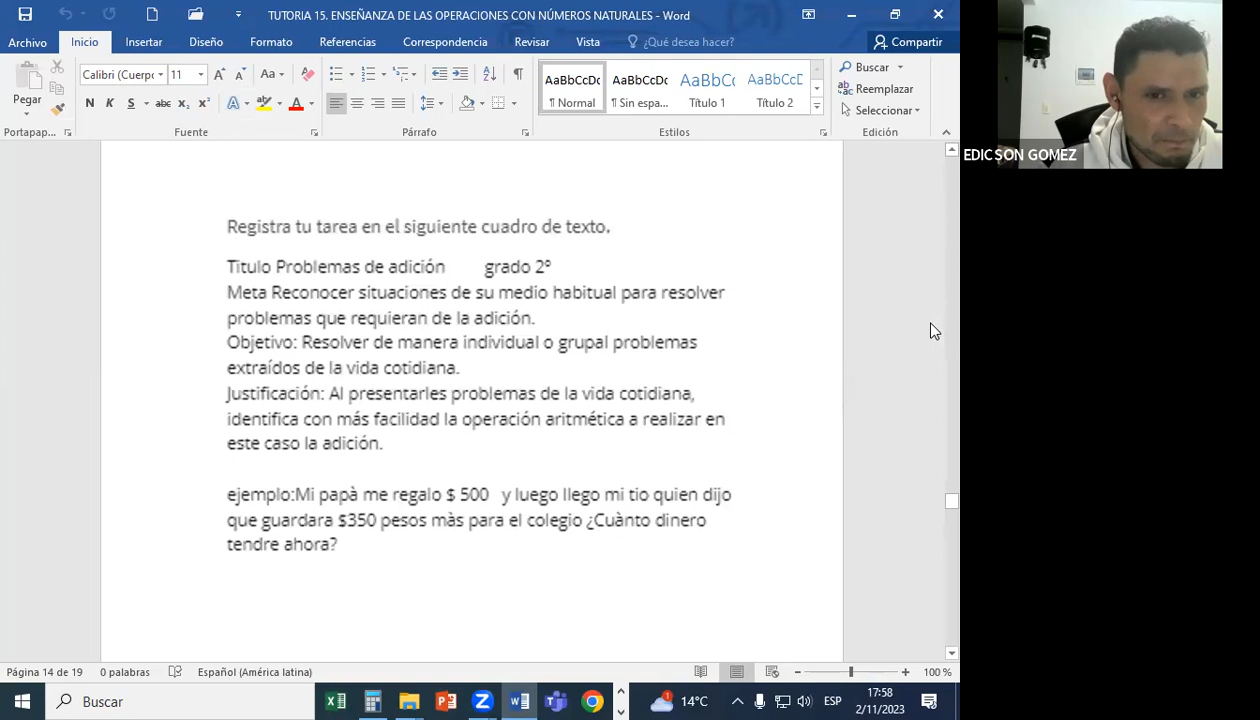 TUTORIA 15. ENSEÑANZA DE LAS OPERACIONES CON NÚMEROS NATURALES - Word
Archivo Inicio Insertar Diseño Formato Referencias Correspondencia Revisar Vista ¿Qué desea hacer? Compartir
Calibri (Cuerpo 11 Aa
Pegar
N K S abc x₂ x² A A
AaBbCcDc AaBbCcDc AaBbCc AaBbCcD
¶ Normal ¶ Sin espa... Título 1 Título 2
Buscar
Reemplazar
Seleccionar
Portapap... Fuente Párrafo Estilos Edición
EDICSON GOMEZ
Registra tu tarea en el siguiente cuadro de texto.
Titulo Problemas de adición grado 2º
Meta Reconocer situaciones de su medio habitual para resolver
problemas que requieran de la adición.
Objetivo: Resolver de manera individual o grupal problemas
extraídos de la vida cotidiana.
Justificación: Al presentarles problemas de la vida cotidiana,
identifica con más facilidad la operación aritmética a realizar en
este caso la adición.
ejemplo:Mi papà me regalo $ 500 y luego llego mi tio quien dijo
que guardara $350 pesos màs para el colegio ¿Cuànto dinero
tendre ahora?
Página 14 de 19 0 palabras Español (América latina) 100 %
Buscar 14°C ESP 17:58
2/11/2023